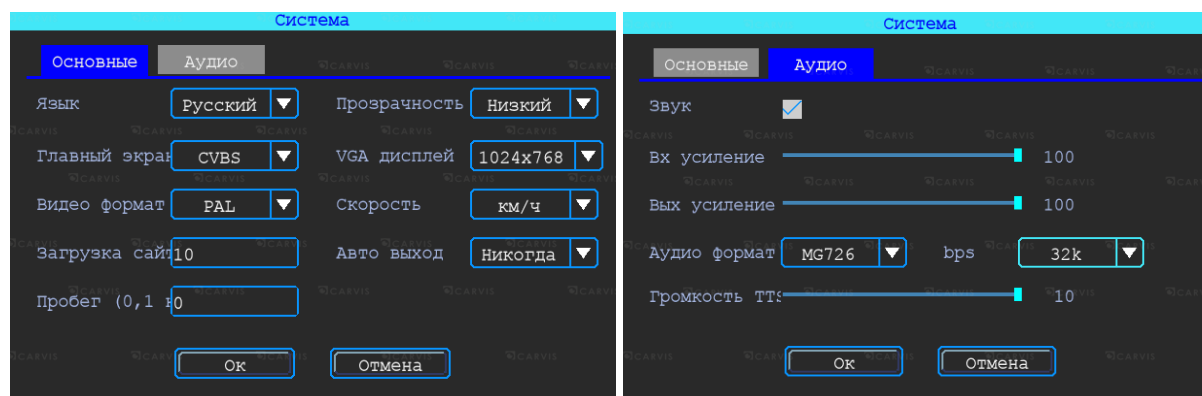 Система
Основные Аудио
Язык Русский Прозрачность Низкий
Главный экран CVBS VGA дисплей 1024x768
Видео формат PAL Скорость км/ч
Загрузка сайт 10 Авто выход Никогда
Пробег (0,1 к 0
Ок Отмена
Система
Основные Аудио
Звук
Вх усиление 100
Вых усиление 100
Аудио формат MG726 bps 32k
Громкость TTS 10
Ок Отмена
CARVIS